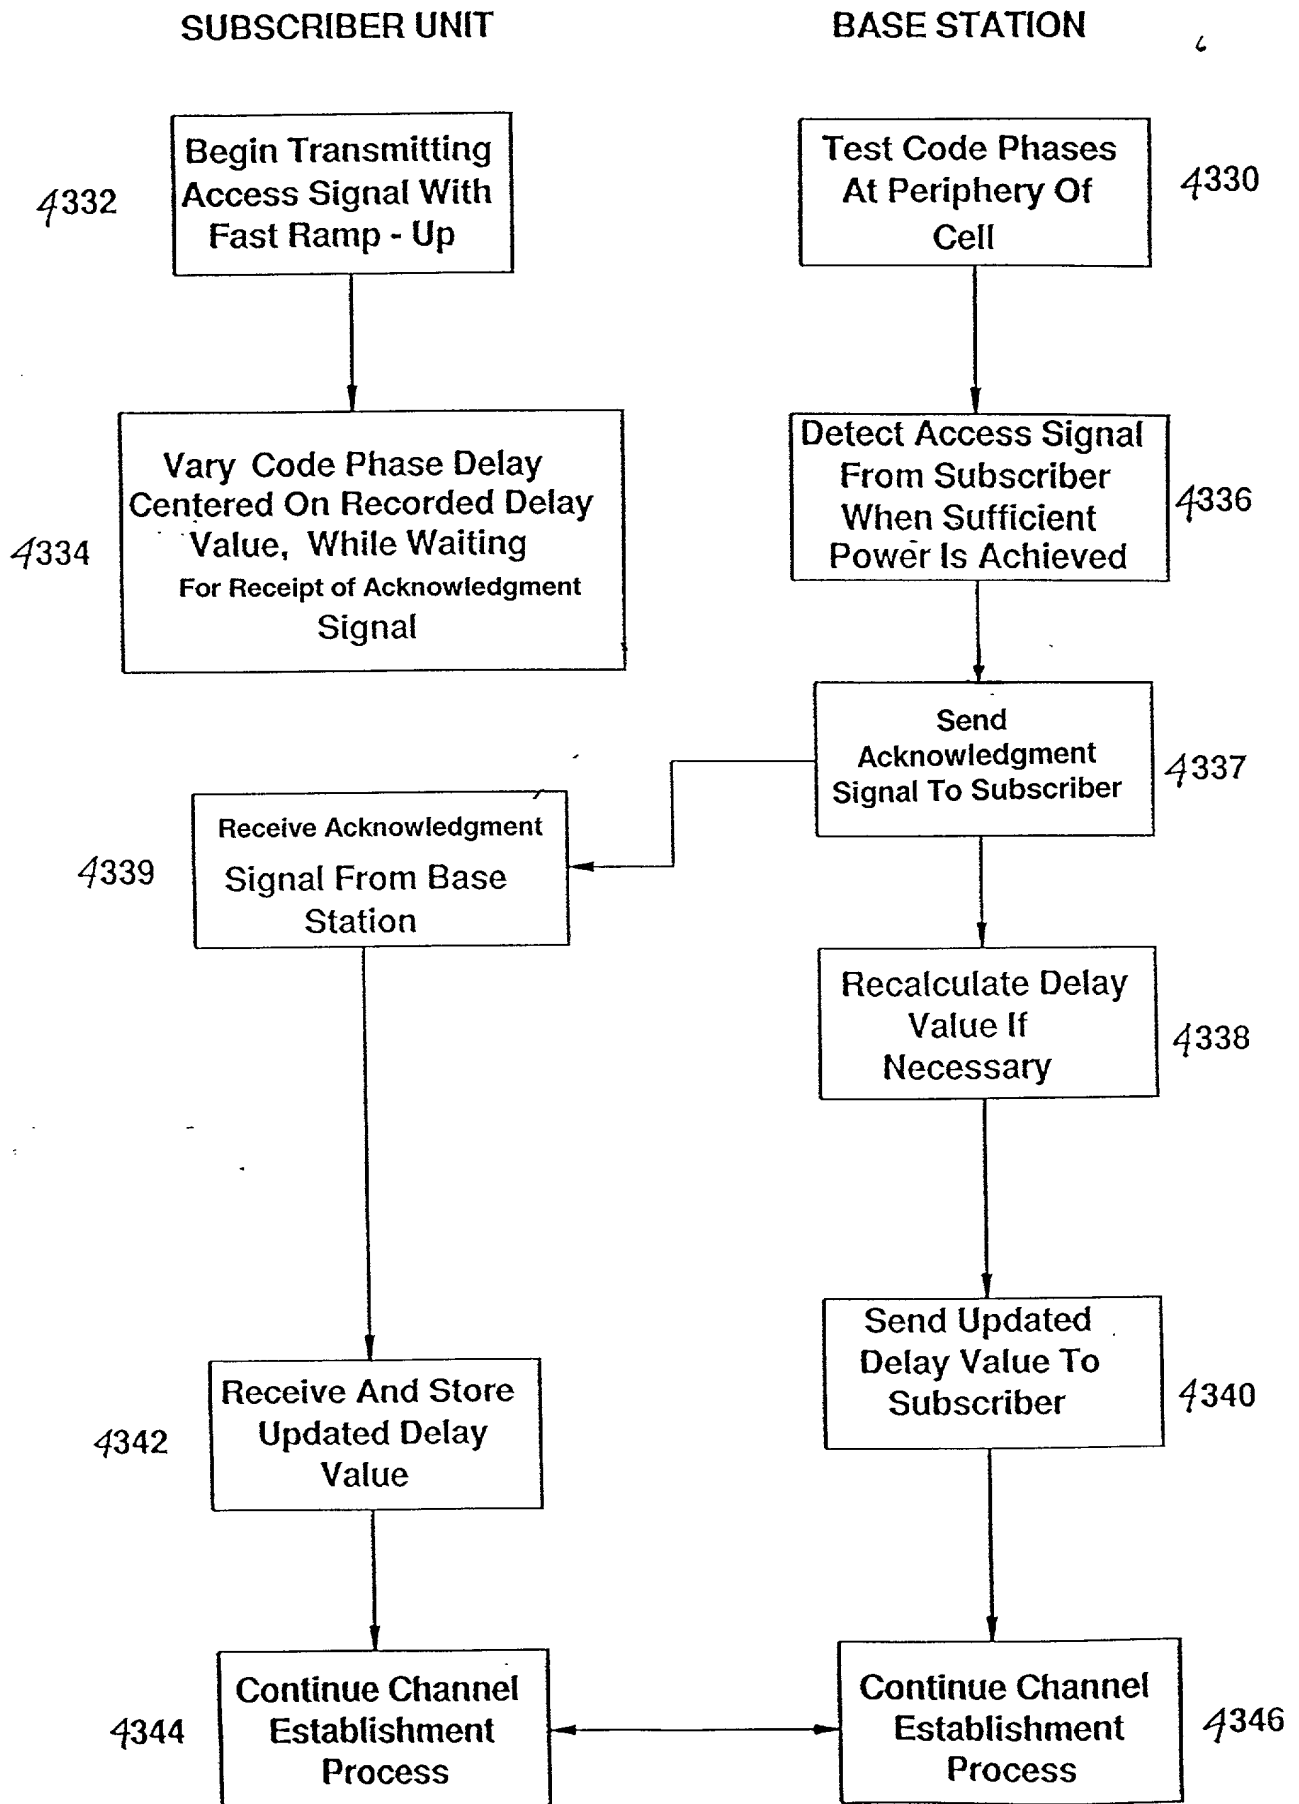 SUBSCRIBER UNIT
BASE STATION
Begin Transmitting
Access Signal With
Fast Ramp - Up
4332
Test Code Phases
At Periphery Of
Cell
4330
Vary Code Phase Delay
Centered On Recorded Delay
Value, While Waiting
For Receipt of Acknowledgment
Signal
4334
Detect Access Signal
From Subscriber
When Sufficient
Power Is Achieved
4336
Send
Acknowledgment
Signal To Subscriber
4337
Receive Acknowledgment
Signal From Base
Station
4339
Recalculate Delay
Value If
Necessary
4338
Send Updated
Delay Value To
Subscriber
4340
Receive And Store
Updated Delay
Value
4342
Continue Channel
Establishment
Process
4344
Continue Channel
Establishment
Process
4346